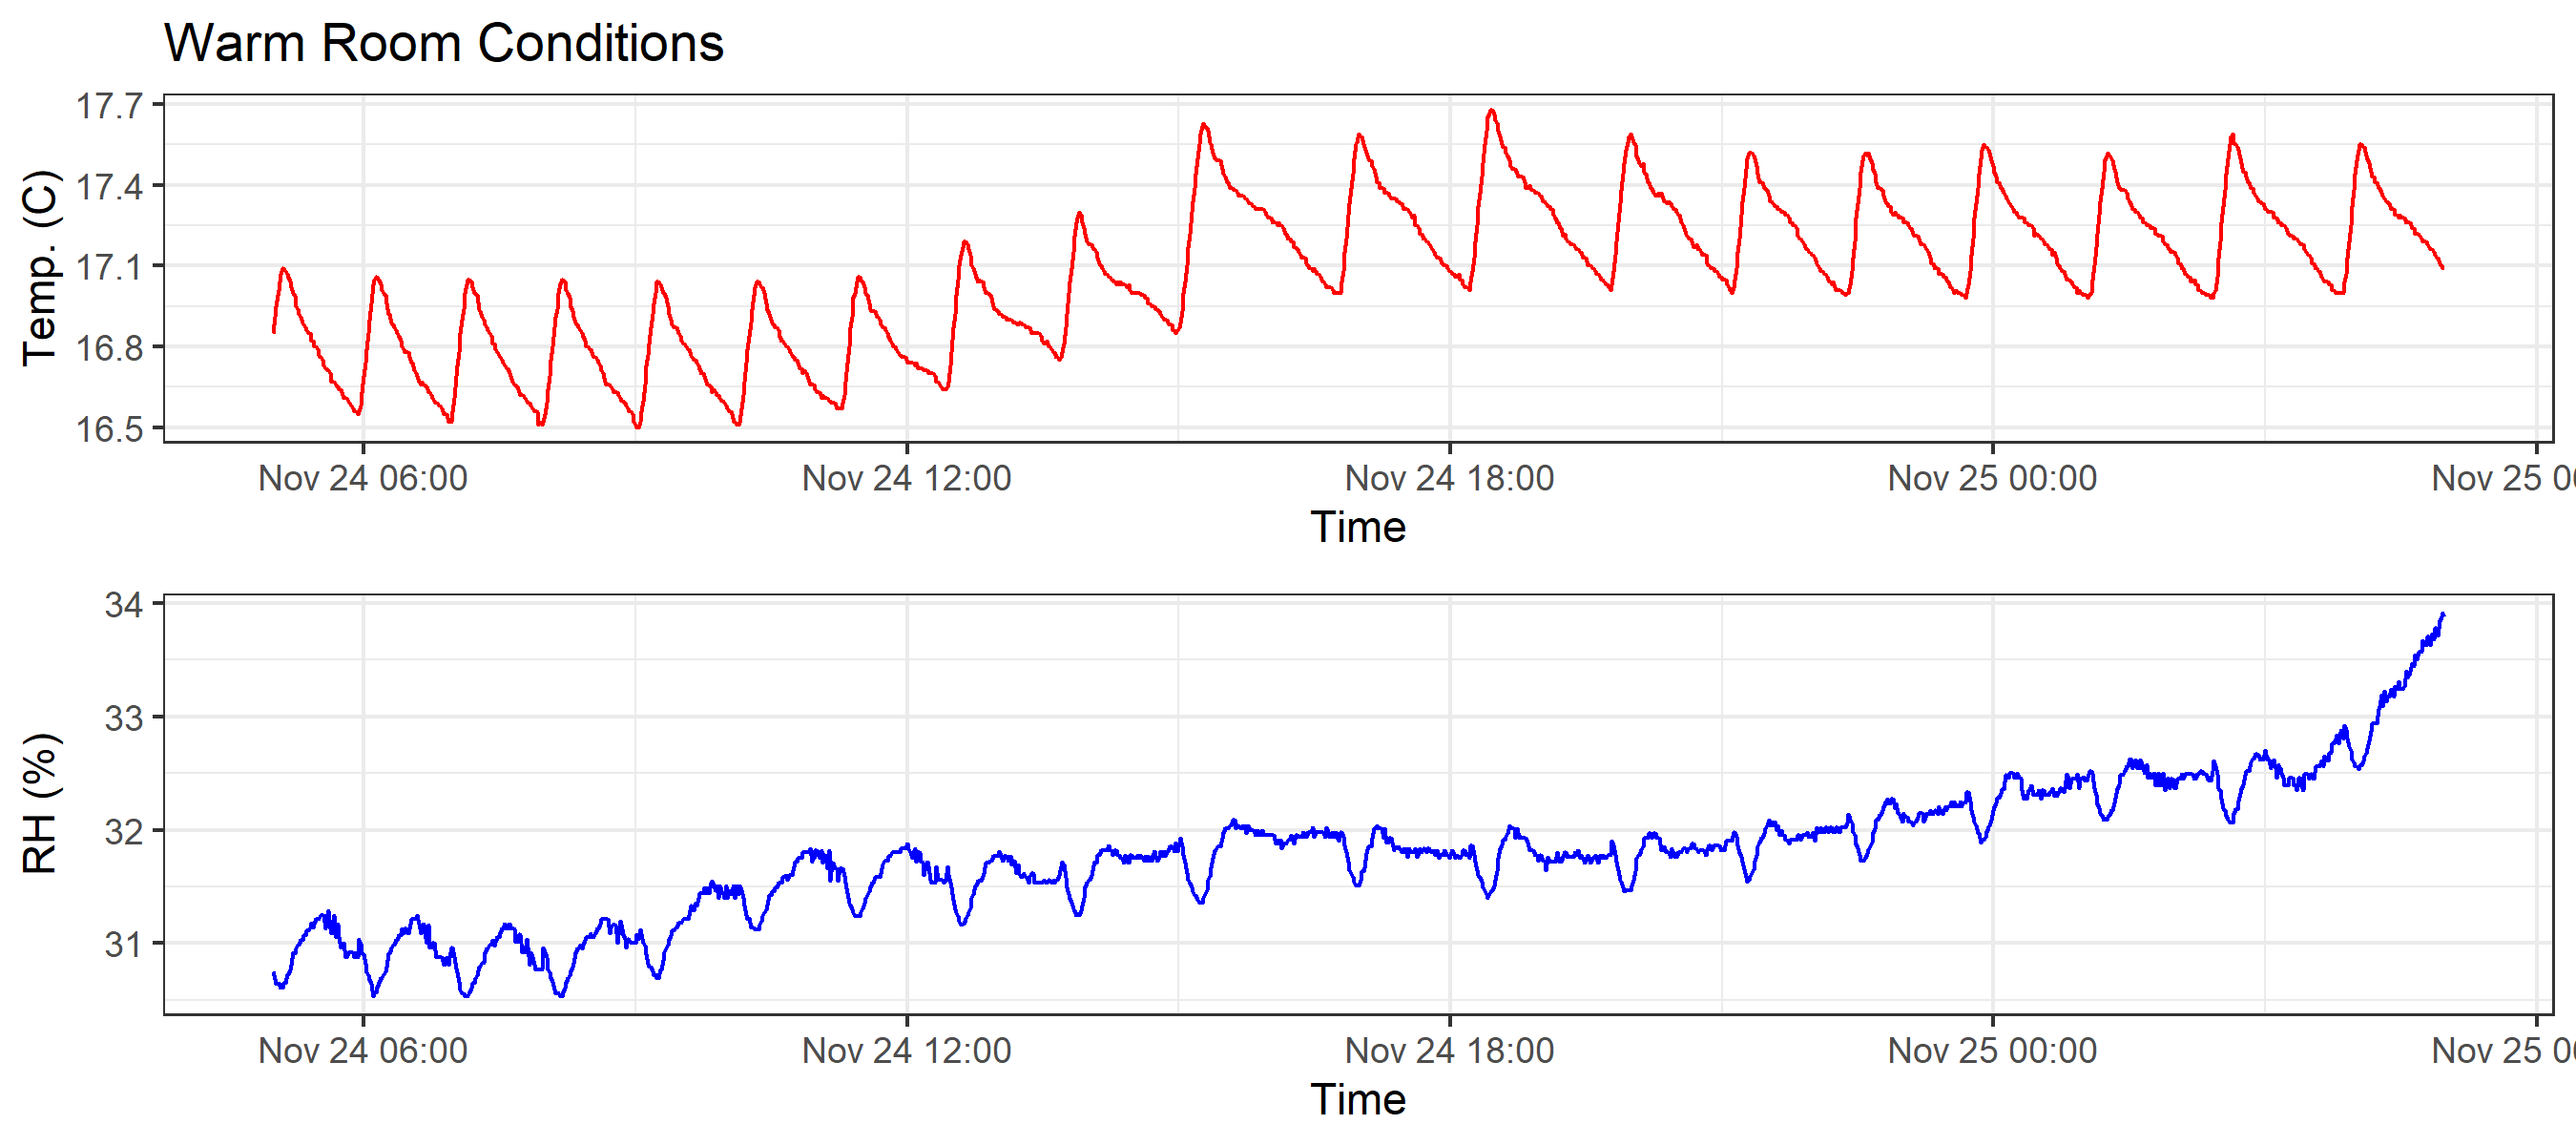 Warm Room Conditions
17.7
17.4
17.1
16.8
16.5
Temp. (C)
Nov 24 06:00 Nov 24 12:00 Nov 24 18:00 Nov 25 00:00 Nov 25
Time
34
33
32
31
RH (%)
Nov 24 06:00 Nov 24 12:00 Nov 24 18:00 Nov 25 00:00 Nov 25
Time